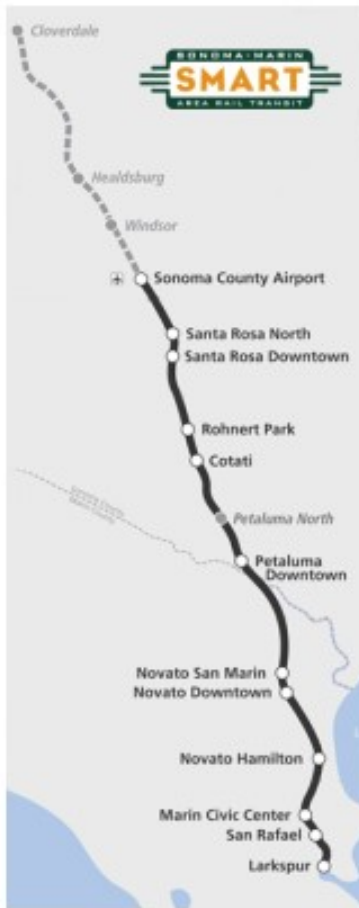 Cloverdale
SONOMA-MARIN
SMART
AREA RAIL TRANSIT
Healdsburg
Windsor
Sonoma County Airport
Santa Rosa North
Santa Rosa Downtown
Rohnert Park
Cotati
Petaluma North
Petaluma
Downtown
Novato San Marin
Novato Downtown
Novato Hamilton
Marin Civic Center
San Rafael
Larkspur